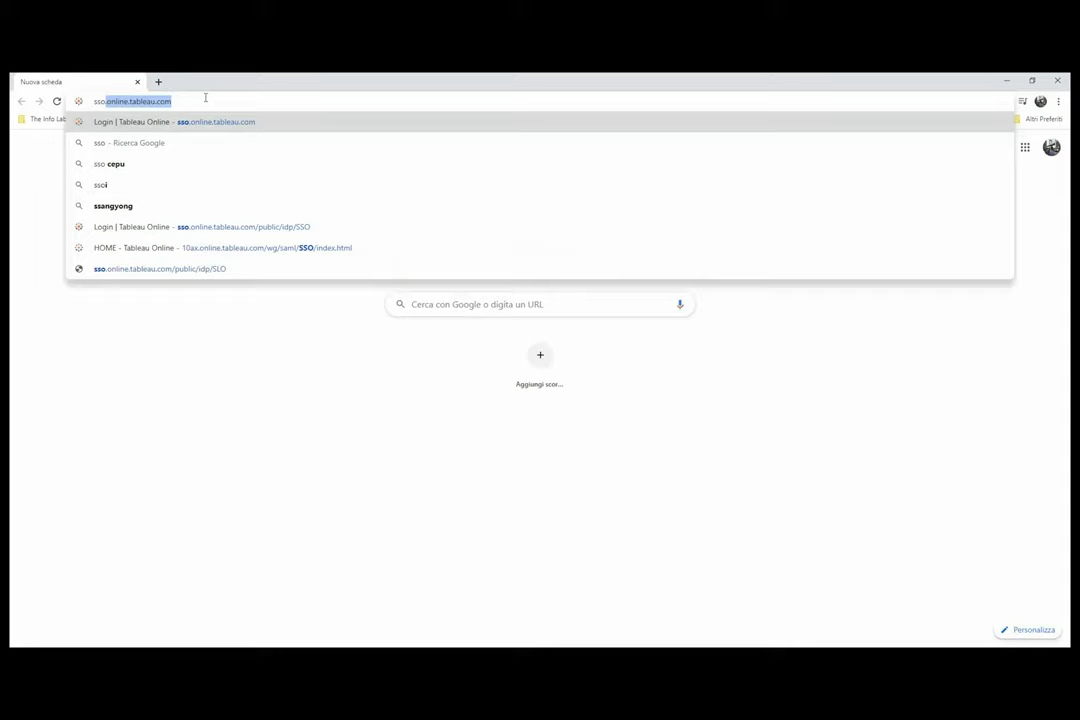 Nuova scheda
sso.online.tableau.com
Login | Tableau Online - sso.online.tableau.com
The Info Lab
Altri Preferiti
sso - Ricerca Google
sso cepu
ssoi
ssangyong
Login | Tableau Online - sso.online.tableau.com/public/idp/SSO
HOME - Tableau Online - 10ax.online.tableau.com/wg/saml/SSO/index.html
sso.online.tableau.com/public/idp/SLO
Cerca con Google o digita un URL
Aggiungi scor...
Personalizza